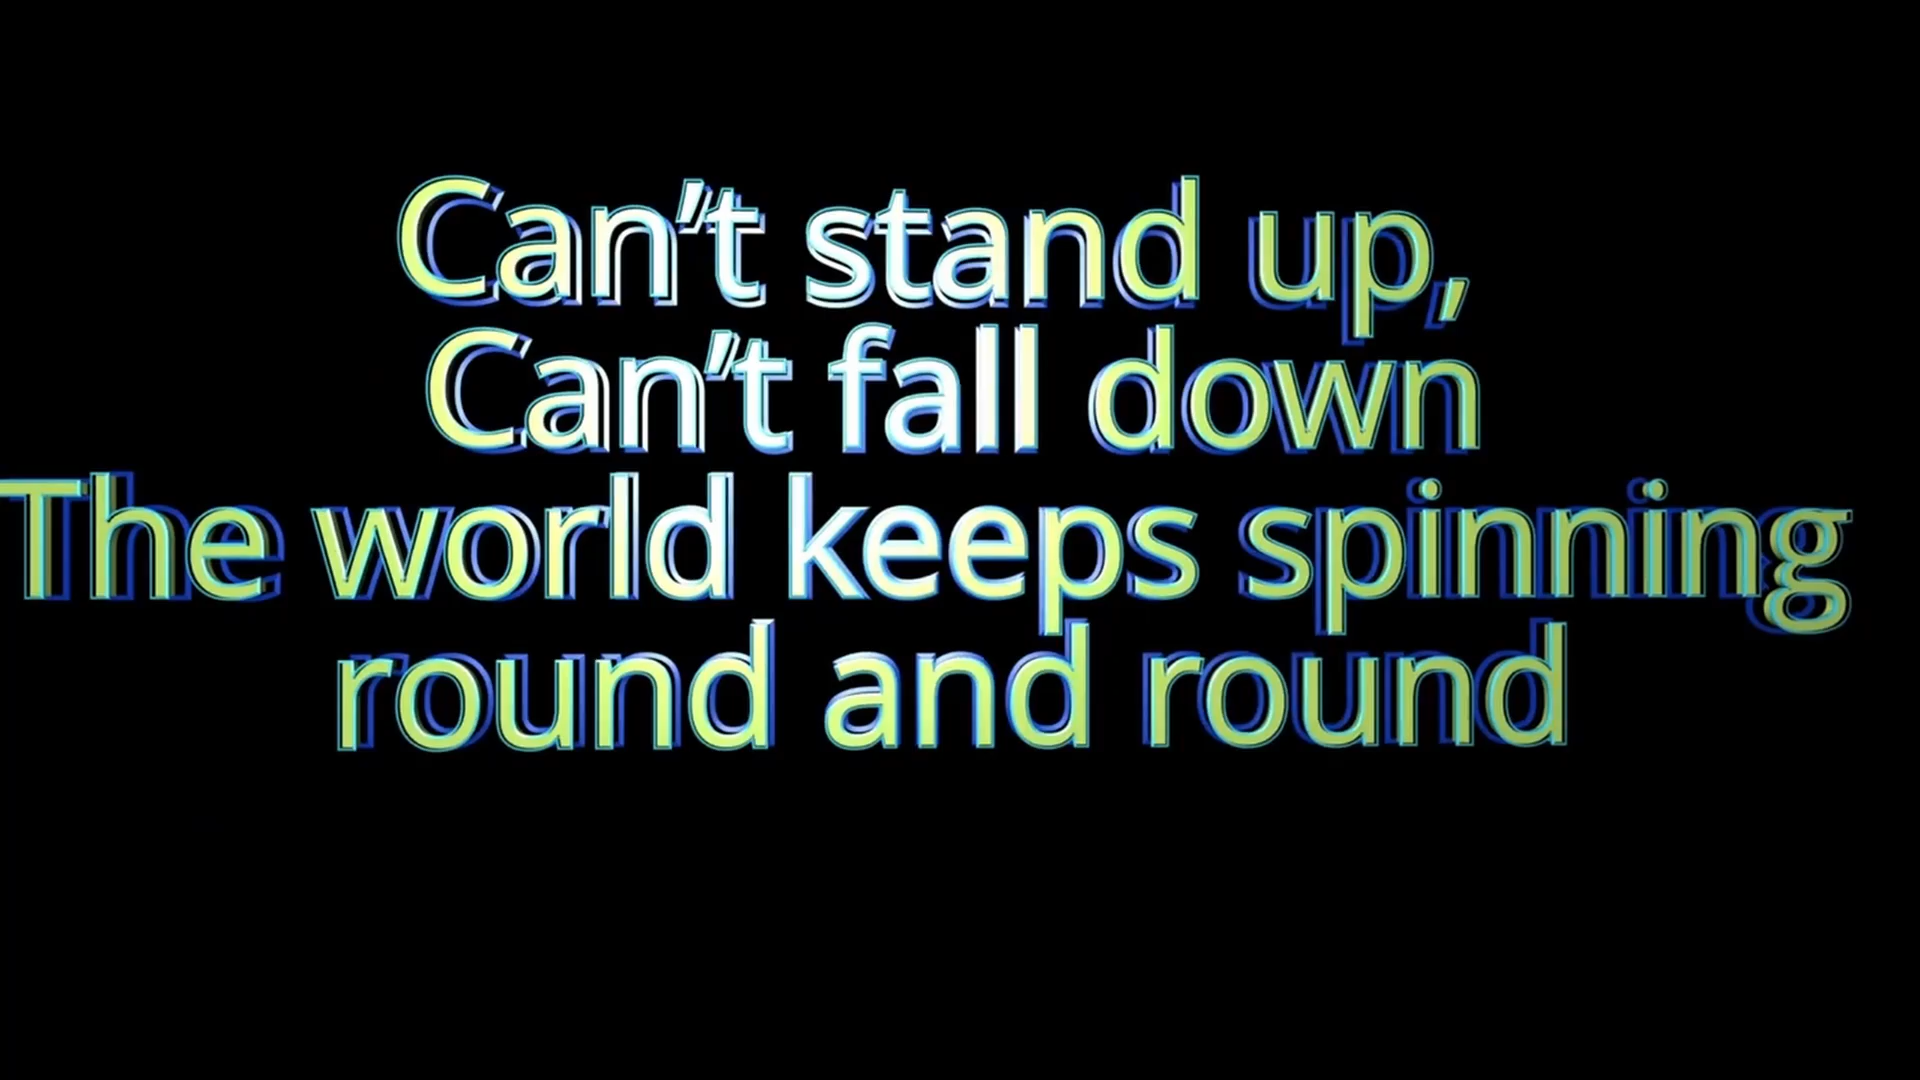 Can't stand up,
Can't fall down
The world keeps spinning
round and round